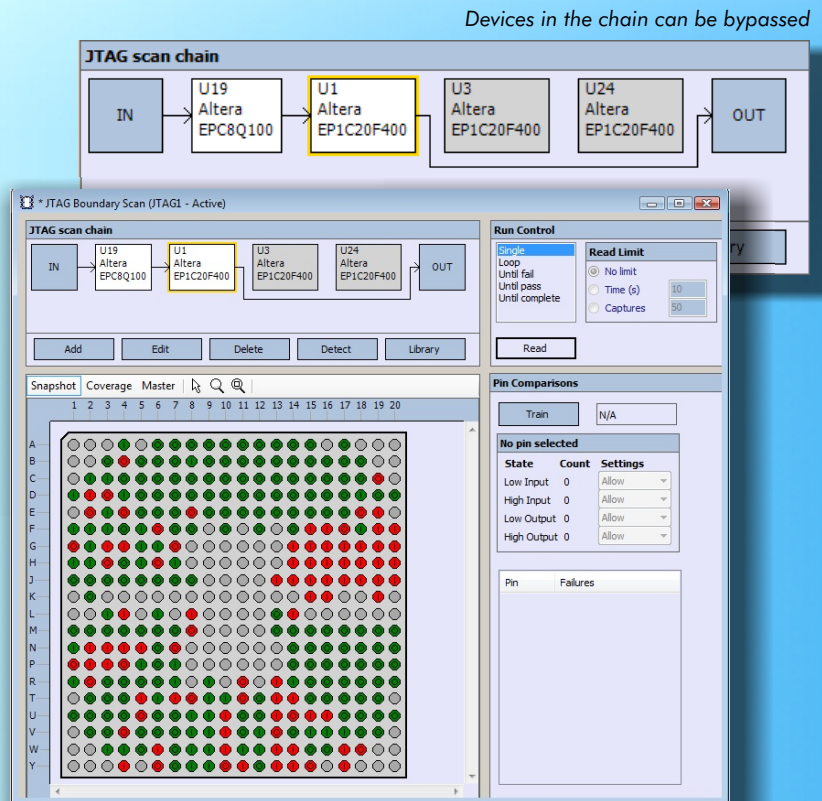 Devices in the chain can be bypassed
JTAG scan chain
IN
U19
Altera
EPC8Q100
U1
Altera
EP1C20F400
U3
Altera
EP1C20F400
U24
Altera
EP1C20F400
OUT
ry
* JTAG Boundary Scan (JTAG1 - Active)
JTAG scan chain
IN
U19
Altera
EPC8Q100
U1
Altera
EP1C20F400
U3
Altera
EP1C20F400
U24
Altera
EP1C20F400
OUT
Add Edit Delete Detect Library
Run Control
Single
Loop
Until fail
Until pass
Until complete
Read Limit
No limit
Time (s) 10
Captures 50
Read
Snapshot Coverage Master
1 2 3 4 5 6 7 8 9 10 11 12 13 14 15 16 17 18 19 20
A
B
C
D
E
F
G
H
J
K
L
M
N
P
R
T
U
V
W
Y
Pin Comparisons
Train N/A
No pin selected
State Count Settings
Low Input 0 Allow
High Input 0 Allow
Low Output 0 Allow
High Output 0 Allow
Pin Failures